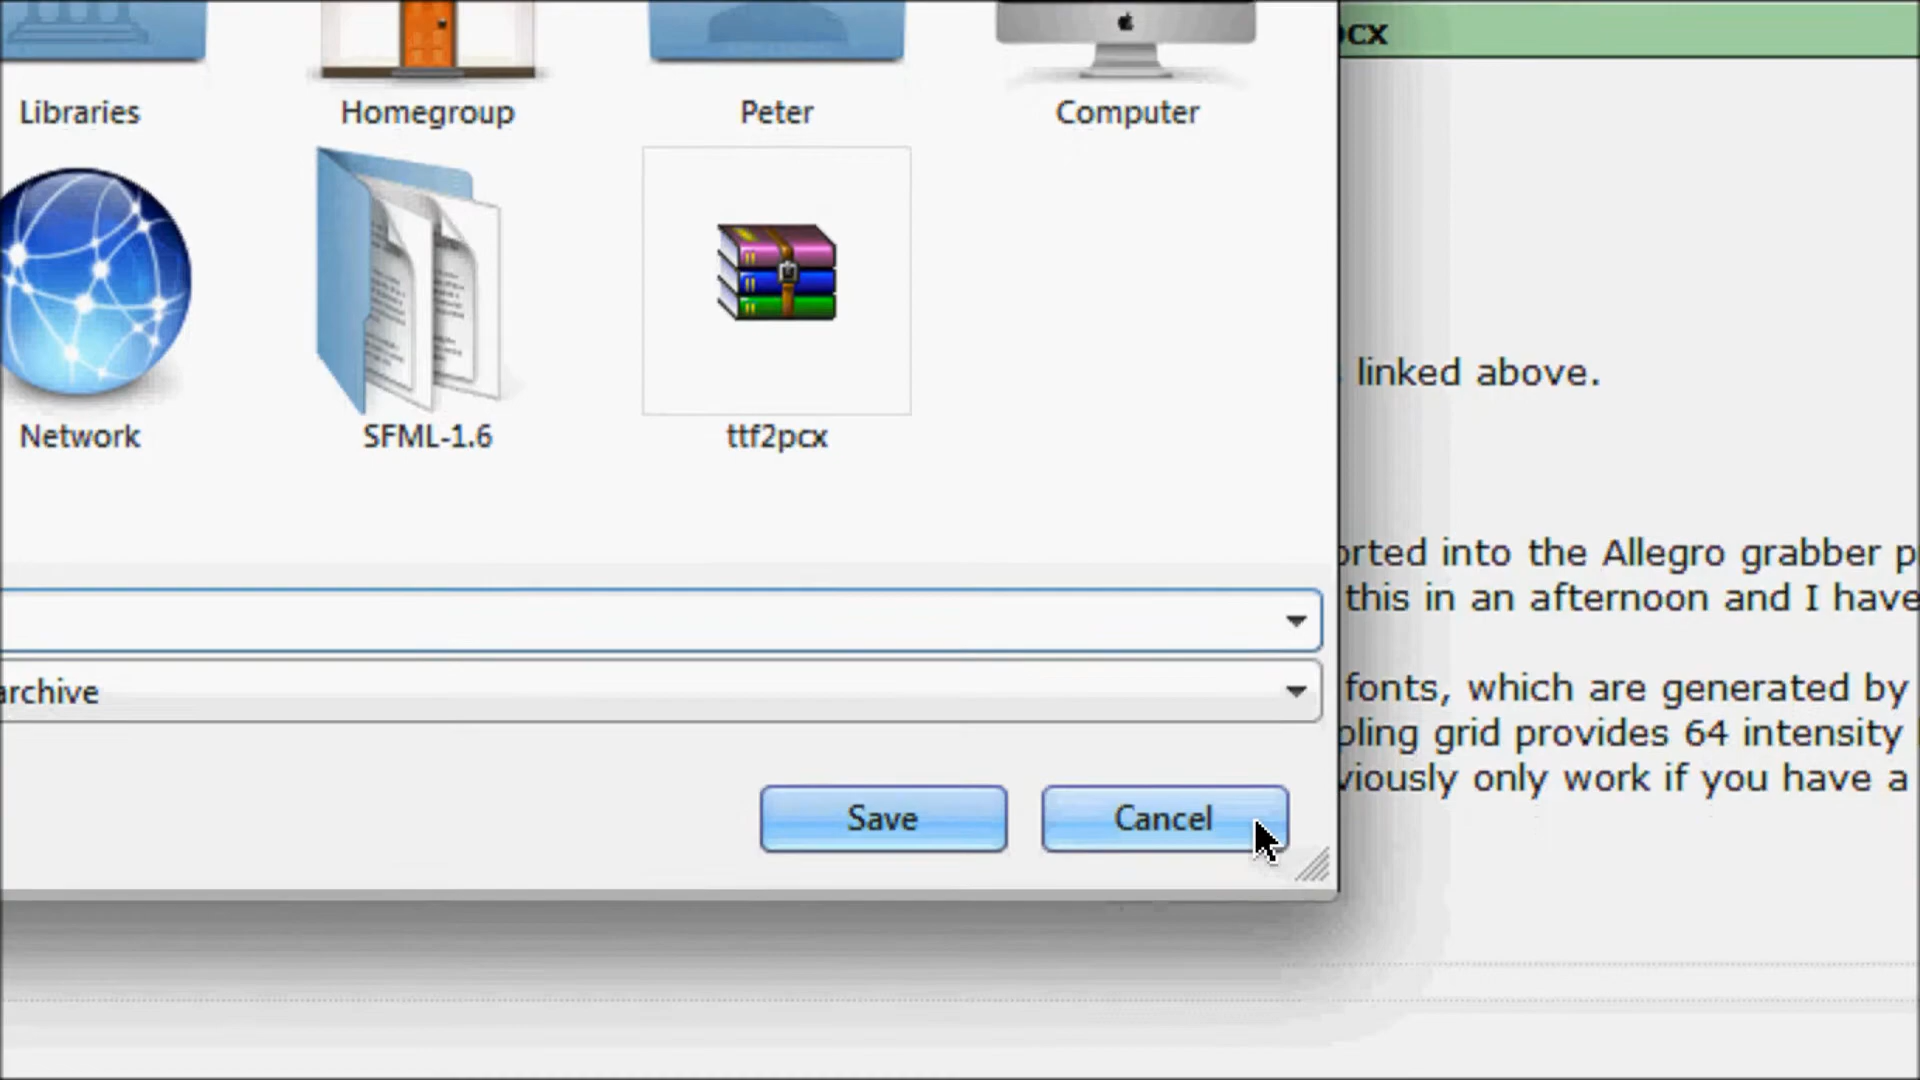 cx
Libraries Homegroup Peter Computer
linked above.
Network SFML-1.6 ttf2pcx
orted into the Allegro grabber p
this in an afternoon and I have
archive
fonts, which are generated by
pling grid provides 64 intensity
viously only work if you have a
Save Cancel